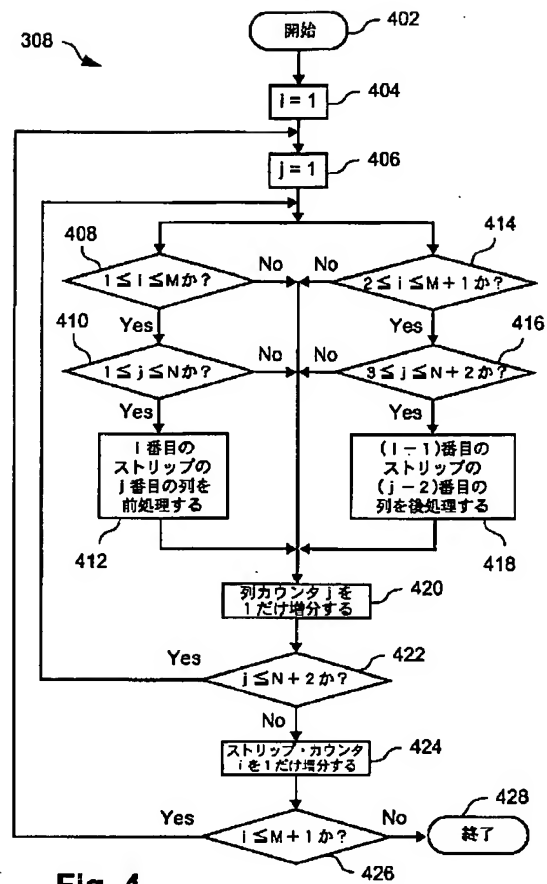 308
開始
402
i = 1
404
j = 1
406
408
1≦i≦Mか?
No
Yes
No
2≦i≦M+1か?
414
Yes
410
1≦j≦Nか?
No
Yes
No
3≦j≦N+2か?
416
Yes
i番目の
ストリップの
j番目の列を
前処理する
412
(i-1)番目の
ストリップの
(j-2)番目の
列を後処理する
418
列カウンタjを
1だけ増分する
420
Yes
j≦N+2か?
422
No
ストリップ・カウンタ
iを1だけ増分する
424
Yes
i≦M+1か?
No
426
終了
428
Fig. 4